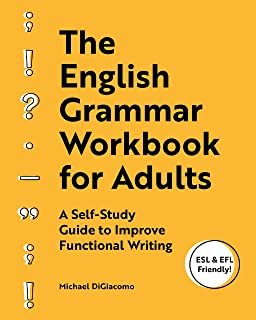 ;
!
?
.
—
”
;
!
The
English
Grammar
Workbook
for Adults
A Self-Study
Guide to Improve
Functional Writing
ESL & EFL
Friendly!
Michael DiGiacomo